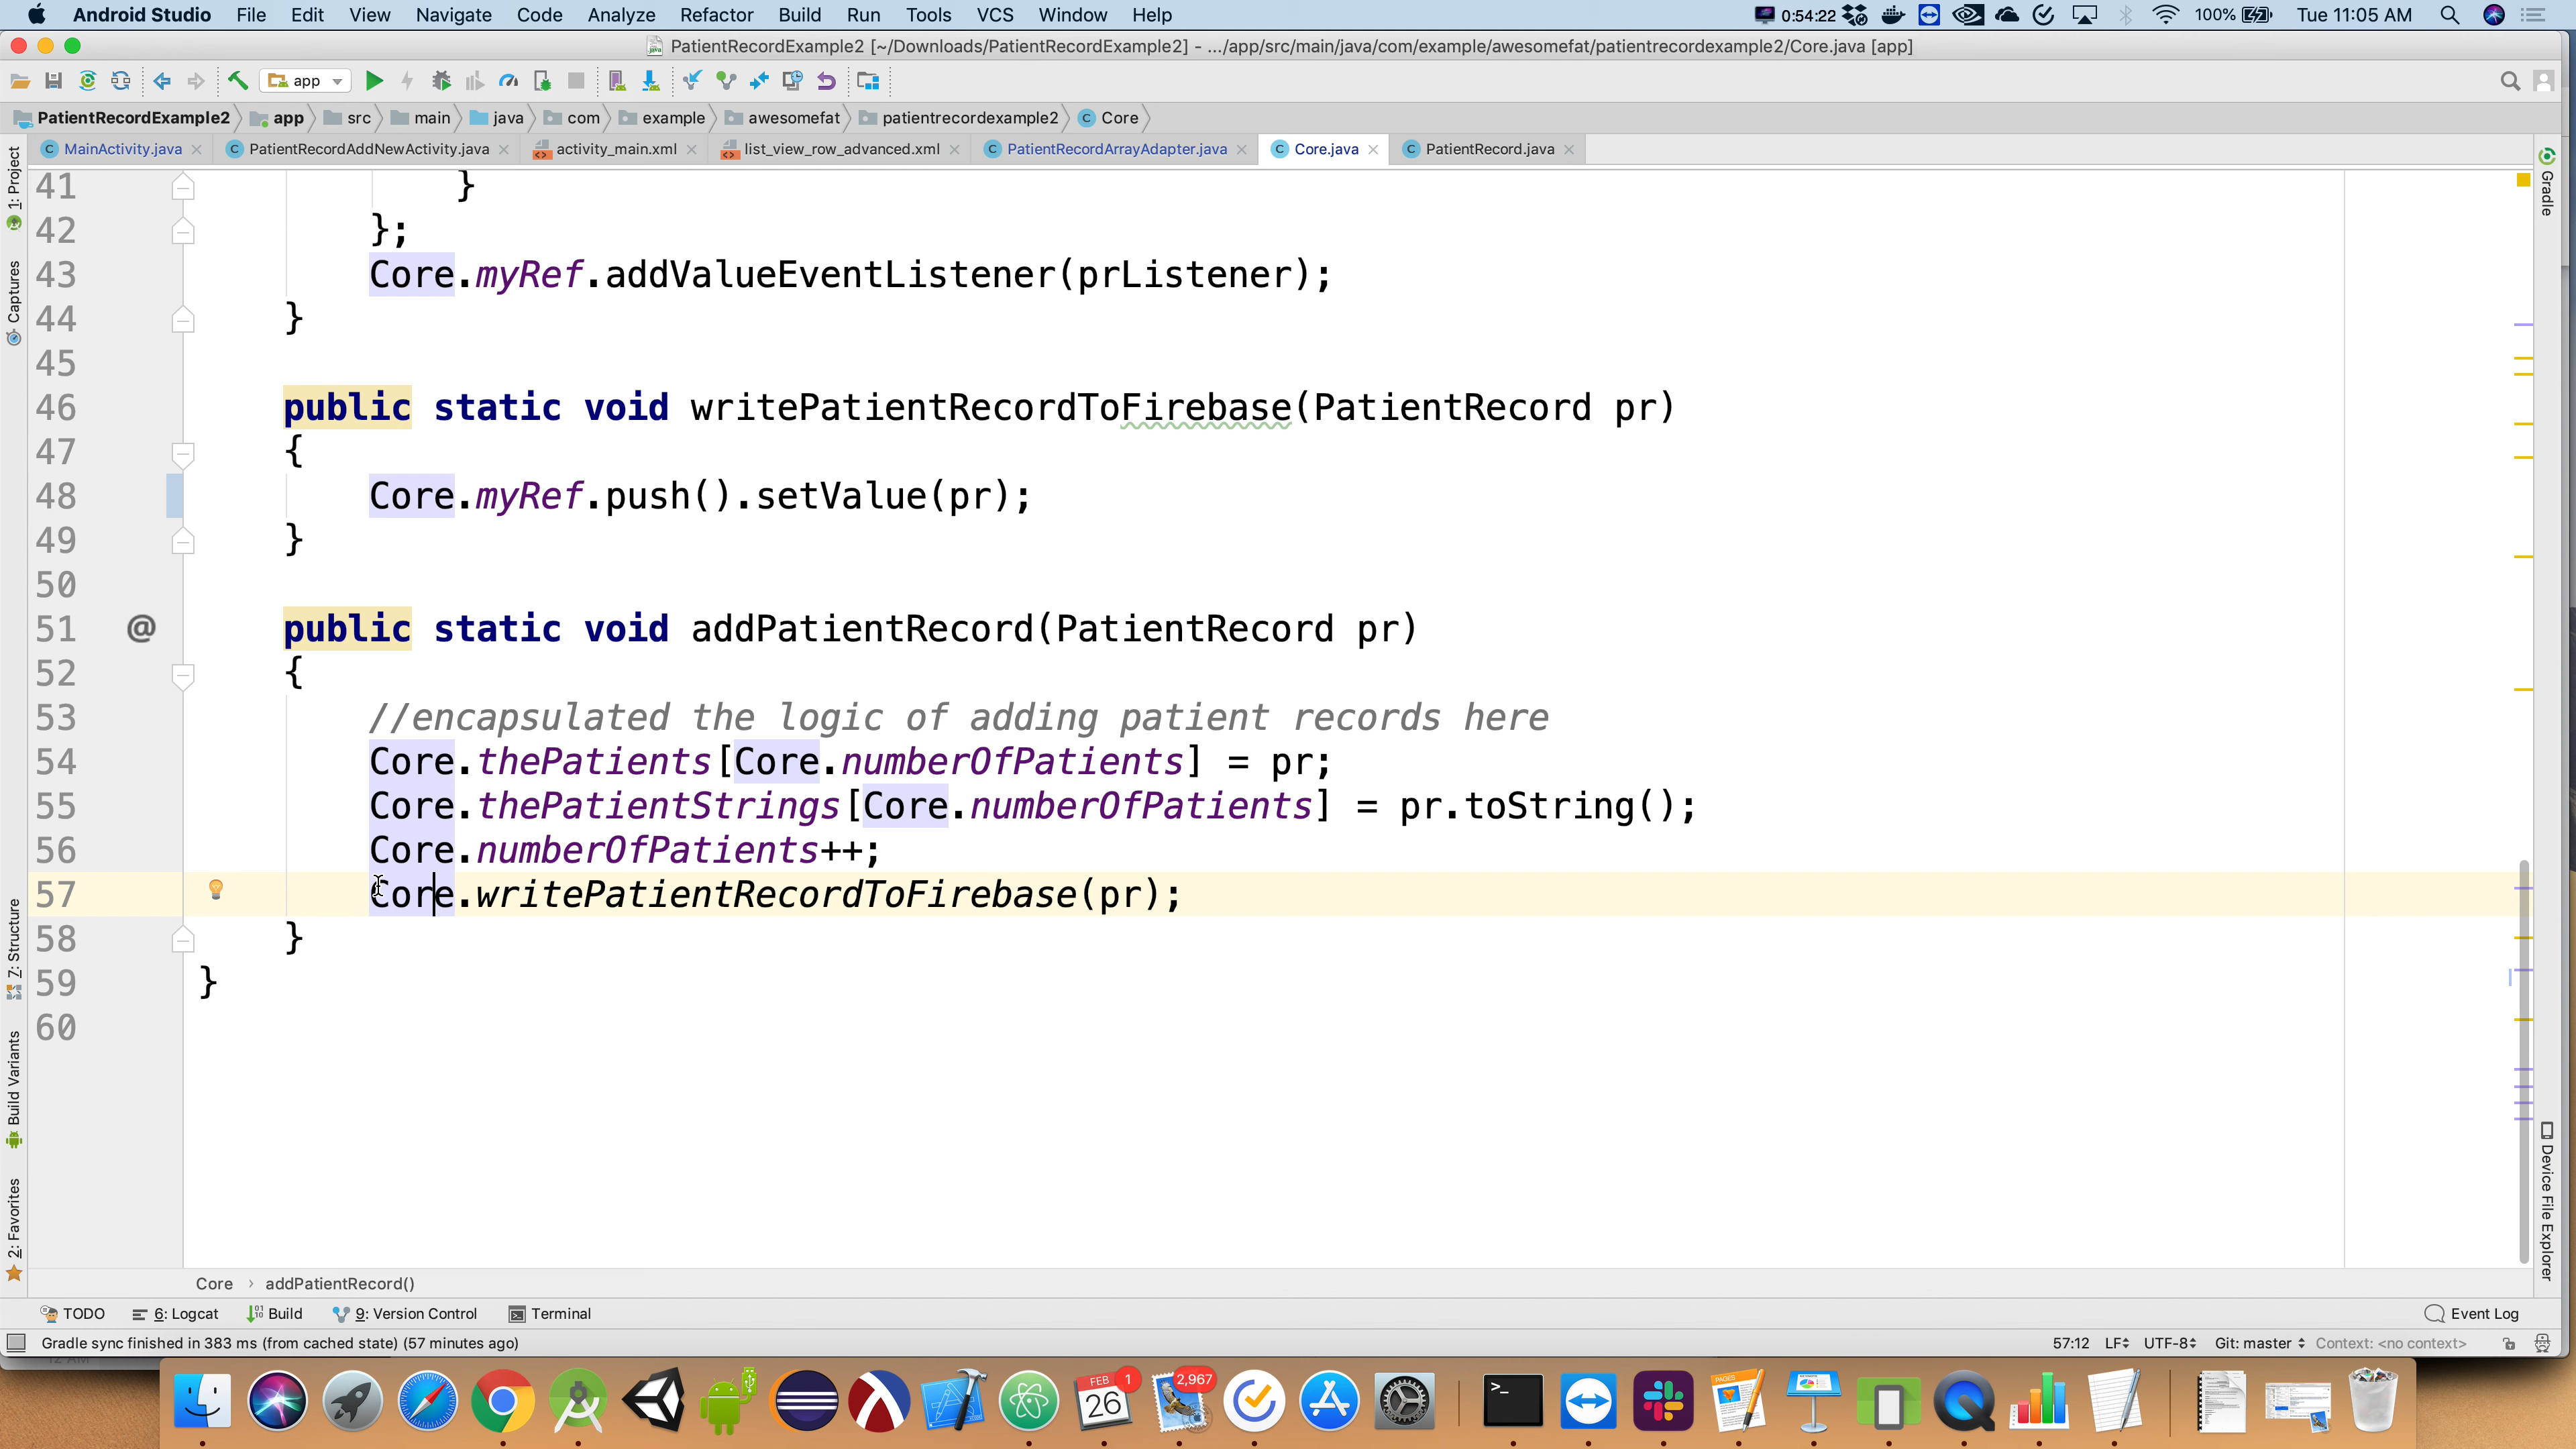 Android Studio File Edit View Navigate Code Analyze Refactor Build Run Tools VCS Window Help 0:54:22 100% Tue 11:05 AM
PatientRecordExample2 [~/Downloads/PatientRecordExample2] - .../app/src/main/java/com/example/awesomefat/patientrecordexample2/Core.java [app]
app
PatientRecordExample2 app src main java com example awesomefat patientrecordexample2 Core
MainActivity.java PatientRecordAddNewActivity.java activity_main.xml list_view_row_advanced.xml PatientRecordArrayAdapter.java Core.java PatientRecord.java
1: Project
Captures
7: Structure
Build Variants
2: Favorites
Gradle
Device File Explorer
41 }
42 };
43 Core.myRef.addValueEventListener(prListener);
44 }
45
46 public static void writePatientRecordToFirebase(PatientRecord pr)
47 {
48 Core.myRef.push().setValue(pr);
49 }
50
51 @ public static void addPatientRecord(PatientRecord pr)
52 {
53 //encapsulated the logic of adding patient records here
54 Core.thePatients[Core.numberOfPatients] = pr;
55 Core.thePatientStrings[Core.numberOfPatients] = pr.toString();
56 Core.numberOfPatients++;
57 Core.writePatientRecordToFirebase(pr);
58 }
59 }
60
Core › addPatientRecord()
TODO 6: Logcat Build 9: Version Control Terminal Event Log
Gradle sync finished in 383 ms (from cached state) (57 minutes ago) 57:12 LF UTF-8 Git: master Context: <no context>
12 AM
FEB 26 1 2,967
PAGES